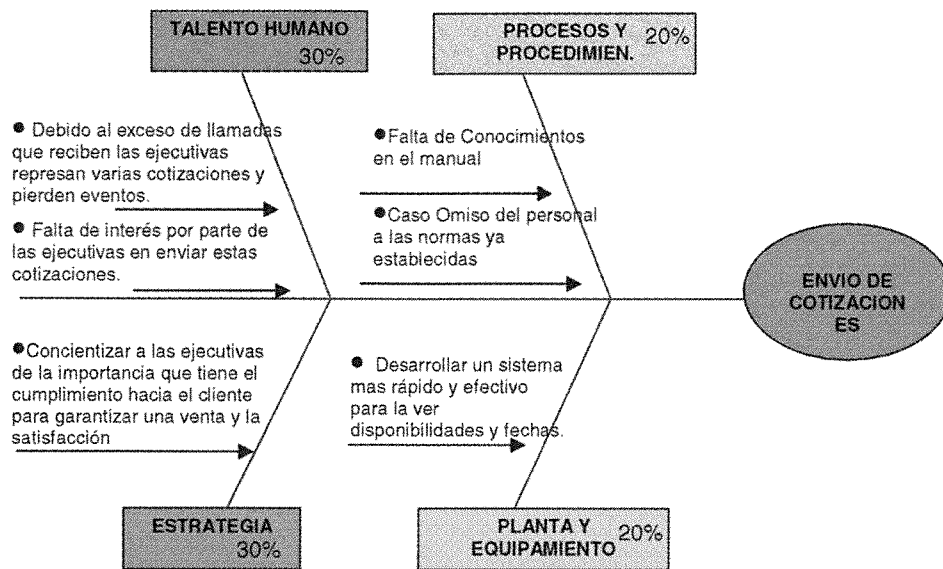 TALENTO HUMANO
30%
PROCESOS Y
PROCEDIMIEN.
20%
● Debido al exceso de llamadas
que reciben las ejecutivas
represan varias cotizaciones y
pierden eventos.
● Falta de interés por parte de
las ejecutivas en enviar estas
cotizaciones.
●Falta de Conocimientos
en el manual
●Caso Omiso del personal
a las normas ya
establecidas
ENVIO DE
COTIZACION
ES
●Concientizar a las ejecutivas
de la importancia que tiene el
cumplimiento hacia el cliente
para garantizar una venta y la
satisfacción
● Desarrollar un sistema
mas rápido y efectivo
para la ver
disponibilidades y fechas.
ESTRATEGIA
30%
PLANTA Y
EQUIPAMIENTO
20%